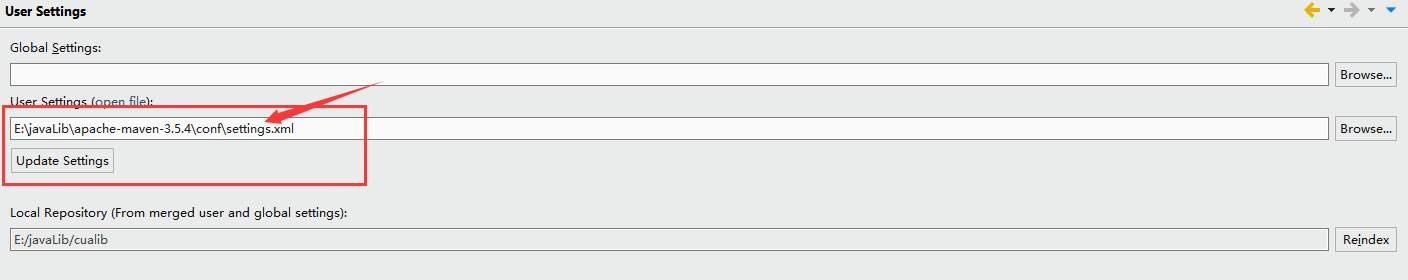 User Settings
Global Settings:
Browse...
User Settings (open file):
E:\javaLib\apache-maven-3.5.4\conf\settings.xml
Browse...
Update Settings
Local Repository (From merged user and global settings):
E:/javaLib/cualib
Reindex